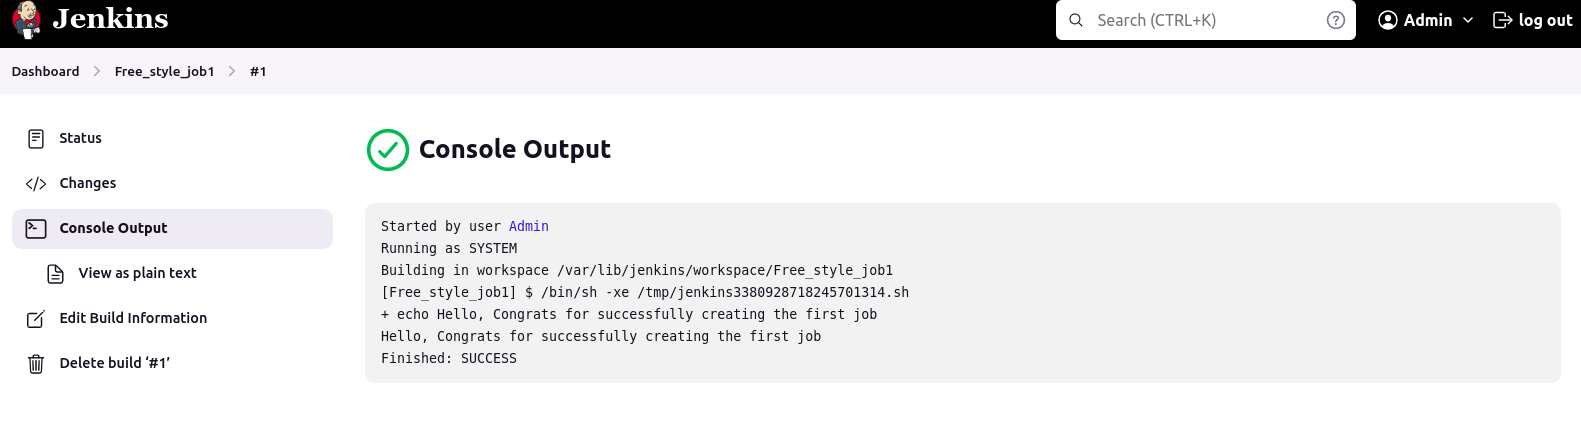 Jenkins
Search (CTRL+K)
?
Admin
log out
Dashboard
Free_style_job1
#1
Status
Changes
Console Output
View as plain text
Edit Build Information
Delete build ‘#1’
Console Output
Started by user Admin
Running as SYSTEM
Building in workspace /var/lib/jenkins/workspace/Free_style_job1
[Free_style_job1] $ /bin/sh -xe /tmp/jenkins3380928718245701314.sh
+ echo Hello, Congrats for successfully creating the first job
Hello, Congrats for successfully creating the first job
Finished: SUCCESS